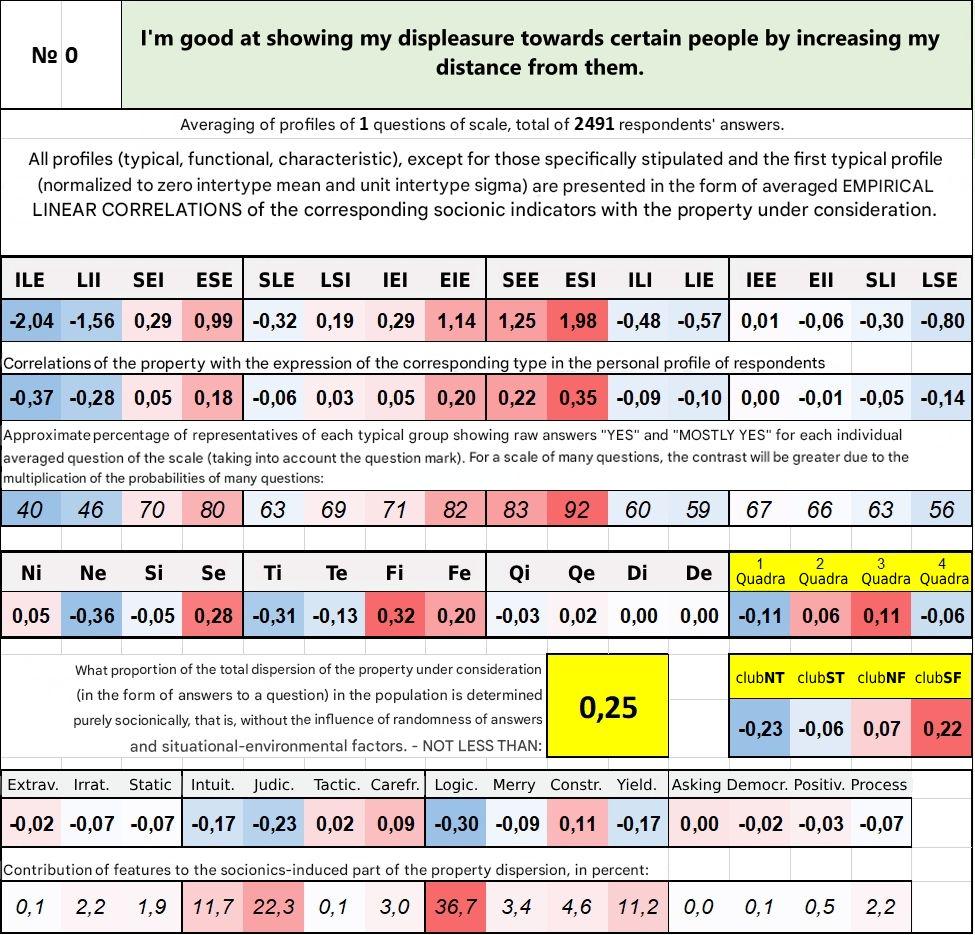 № 0
I'm good at showing my displeasure towards certain people by increasing my
distance from them.
Averaging of profiles of 1 questions of scale, total of 2491 respondents' answers.
All profiles (typical, functional, characteristic), except for those specifically stipulated and the first typical profile
(normalized to zero intertype mean and unit intertype sigma) are presented in the form of averaged EMPIRICAL
LINEAR CORRELATIONS of the corresponding socionic indicators with the property under consideration.
ILE LII SEI ESE SLE LSI IEI EIE SEE ESI ILI LIE IEE EII SLI LSE
-2,04 -1,56 0,29 0,99 -0,32 0,19 0,29 1,14 1,25 1,98 -0,48 -0,57 0,01 -0,06 -0,30 -0,80
Correlations of the property with the expression of the corresponding type in the personal profile of respondents
-0,37 -0,28 0,05 0,18 -0,06 0,03 0,05 0,20 0,22 0,35 -0,09 -0,10 0,00 -0,01 -0,05 -0,14
Approximate percentage of representatives of each typical group showing raw answers "YES" and "MOSTLY YES" for each individual
averaged question of the scale (taking into account the question mark). For a scale of many questions, the contrast will be greater due to the
multiplication of the probabilities of many questions:
40 46 70 80 63 69 71 82 83 92 60 59 67 66 63 56
Ni Ne Si Se Ti Te Fi Fe Qi Qe Di De 1 Quadra 2 Quadra 3 Quadra 4 Quadra
0,05 -0,36 -0,05 0,28 -0,31 -0,13 0,32 0,20 -0,03 0,02 0,00 0,00 -0,11 0,06 0,11 -0,06
What proportion of the total dispersion of the property under consideration
(in the form of answers to a question) in the population is determined
purely socionically, that is, without the influence of randomness of answers
and situational-environmental factors. - NOT LESS THAN:
0,25
clubNT clubST clubNF clubSF
-0,23 -0,06 0,07 0,22
Extrav. Irrat. Static Intuit. Judic. Tactic. Carefr. Logic. Merry Constr. Yield. Asking Democr. Positiv. Process
-0,02 -0,07 -0,07 -0,17 -0,23 0,02 0,09 -0,30 -0,09 0,11 -0,17 0,00 -0,02 -0,03 -0,07
Contribution of features to the socionics-induced part of the property dispersion, in percent:
0,1 2,2 1,9 11,7 22,3 0,1 3,0 36,7 3,4 4,6 11,2 0,0 0,1 0,5 2,2